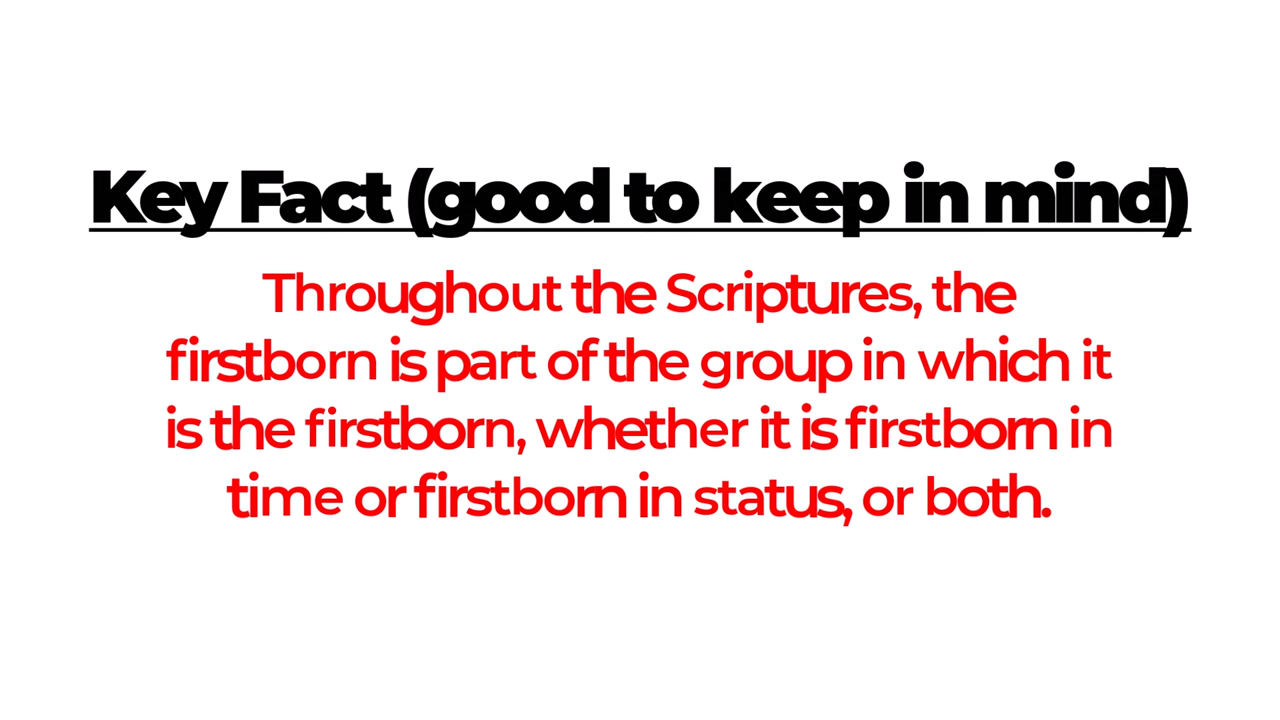 Key Fact (good to keep in mind)
Throughout the Scriptures, the
firstborn is part of the group in which it
is the firstborn, whether it is firstborn in
time or firstborn in status, or both.